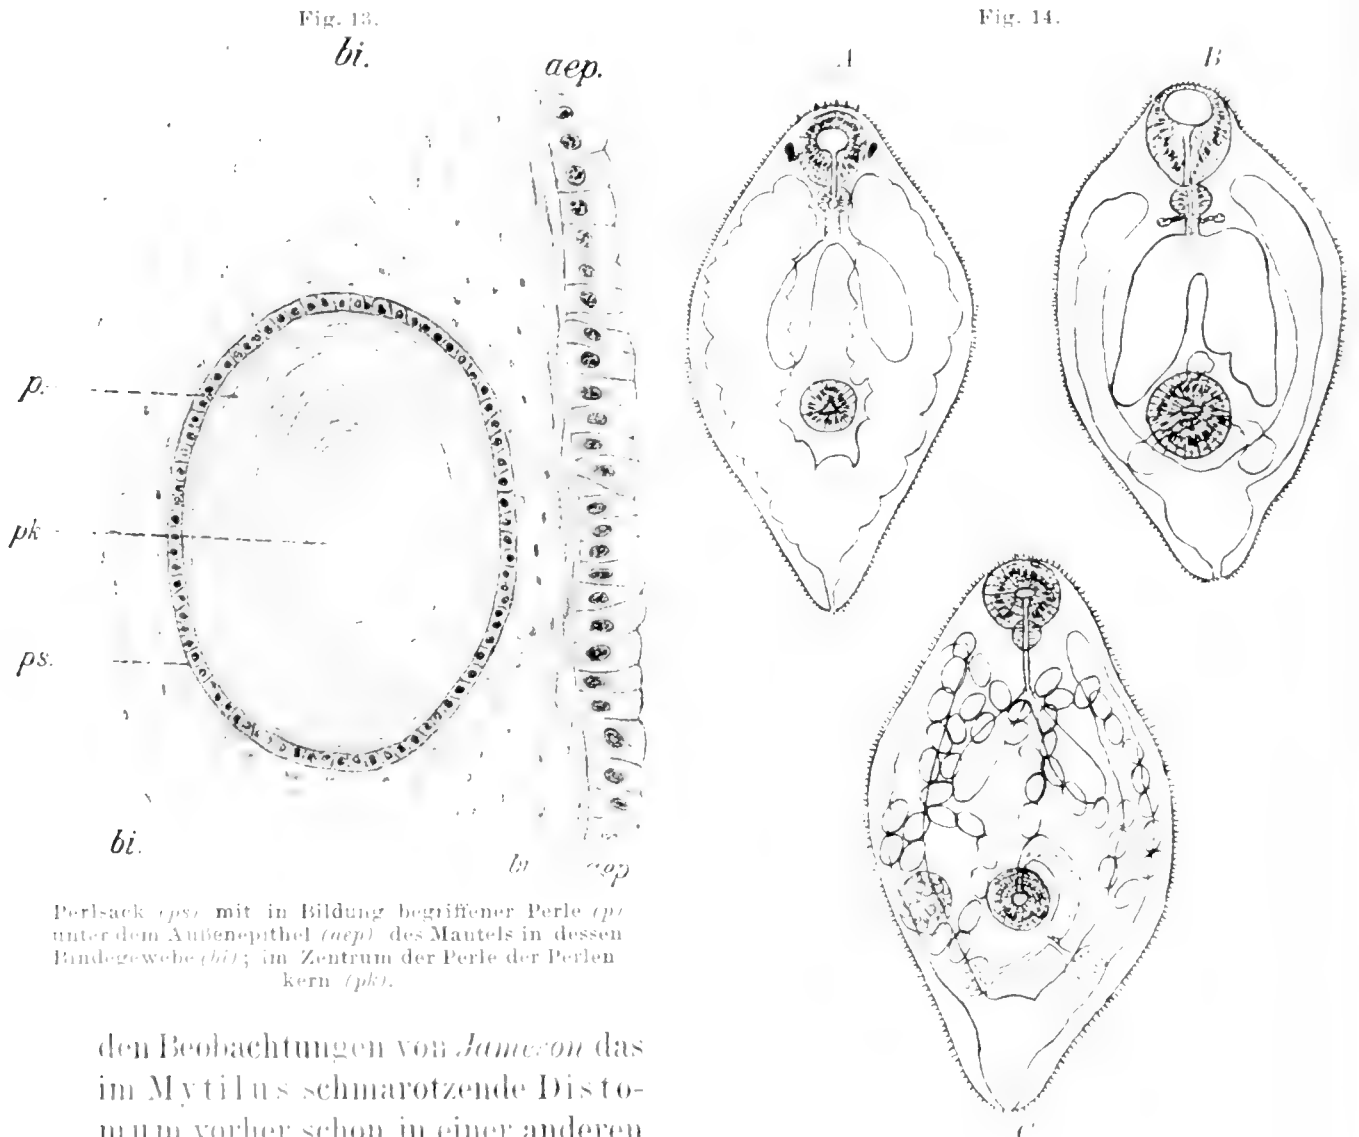 Fig. 13.
bi.
aep.
p.
pk
ps.
bi.
bi
aep
Perlsack (ps) mit in Bildung begriffener Perle (p)
unter dem Außenepithel (aep) des Mantels in dessen
Bindegewebe (bi); im Zentrum der Perle der Perlen
kern (pk).
den Beobachtungen von Jameson das
im Mytilus schmarotzende Disto-
mum vorher schon in einer anderen
Fig. 14.
A
B
C